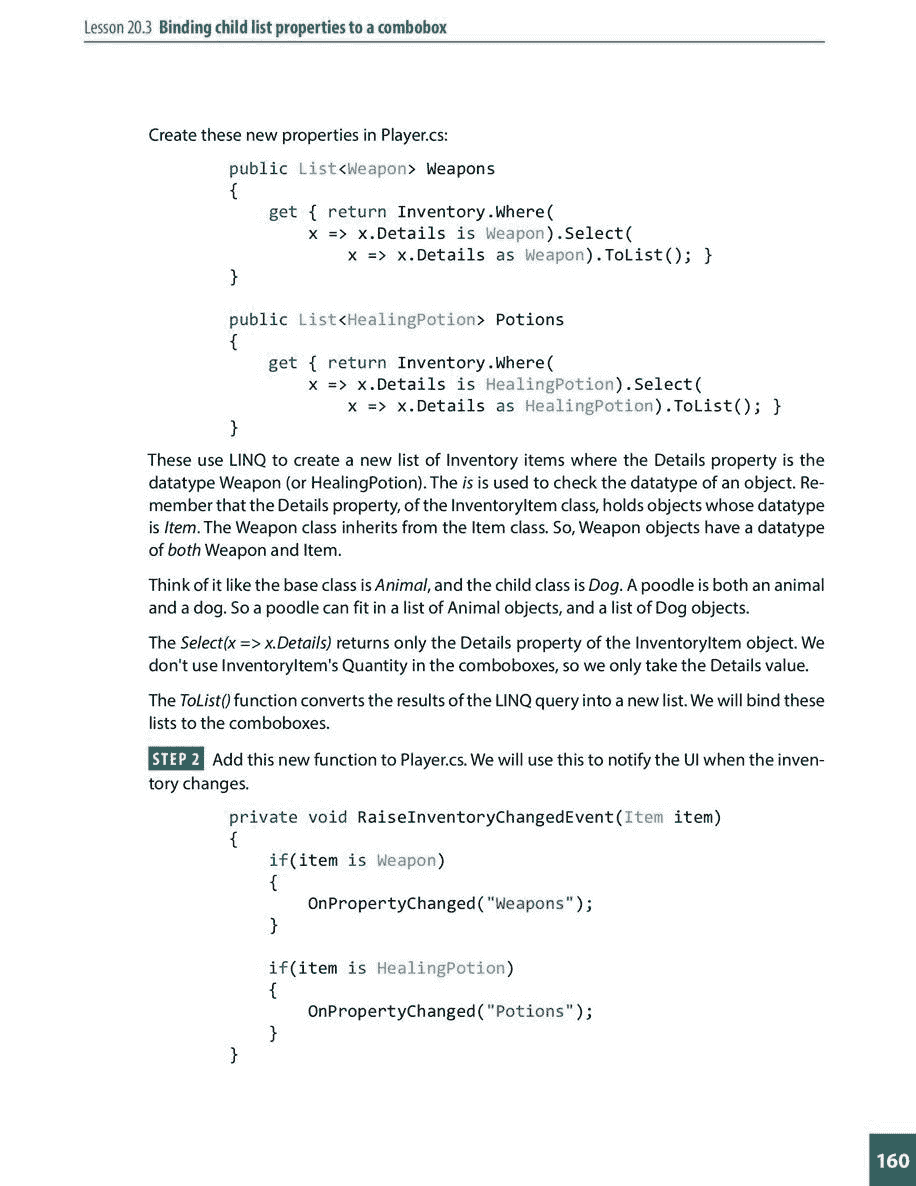 Lesson 20.3 Binding child list properties to a combobox
Create these new properties in Player.cs:
public List<Weapon> Weapons
{
get { return Inventory.Where(
x => x.Details is Weapon).Select(
x => x.Details as Weapon).ToList(); }
}
public List<HealingPotion> Potions
{
get { return Inventory.Where(
x => x.Details is HealingPotion).Select(
x => x.Details as HealingPotion).ToList(); }
}
These use LINQ to create a new list of Inventory items where the Details property is the
datatype Weapon (or HealingPotion). The is is used to check the datatype of an object. Re-
member that the Details property, of the InventoryItem class, holds objects whose datatype
is Item. The Weapon class inherits from the Item class. So, Weapon objects have a datatype
of both Weapon and Item.
Think of it like the base class is Animal, and the child class is Dog. A poodle is both an animal
and a dog. So a poodle can fit in a list of Animal objects, and a list of Dog objects.
The Select(x => x.Details) returns only the Details property of the InventoryItem object. We
don't use InventoryItem's Quantity in the comboboxes, so we only take the Details value.
The ToList() function converts the results of the LINQ query into a new list. We will bind these
lists to the comboboxes.
STEP 2 Add this new function to Player.cs. We will use this to notify the UI when the inven-
tory changes.
private void RaiseInventoryChangedEvent(Item item)
{
if(item is Weapon)
{
OnPropertyChanged("Weapons");
}
if(item is HealingPotion)
{
OnPropertyChanged("Potions");
}
}
160